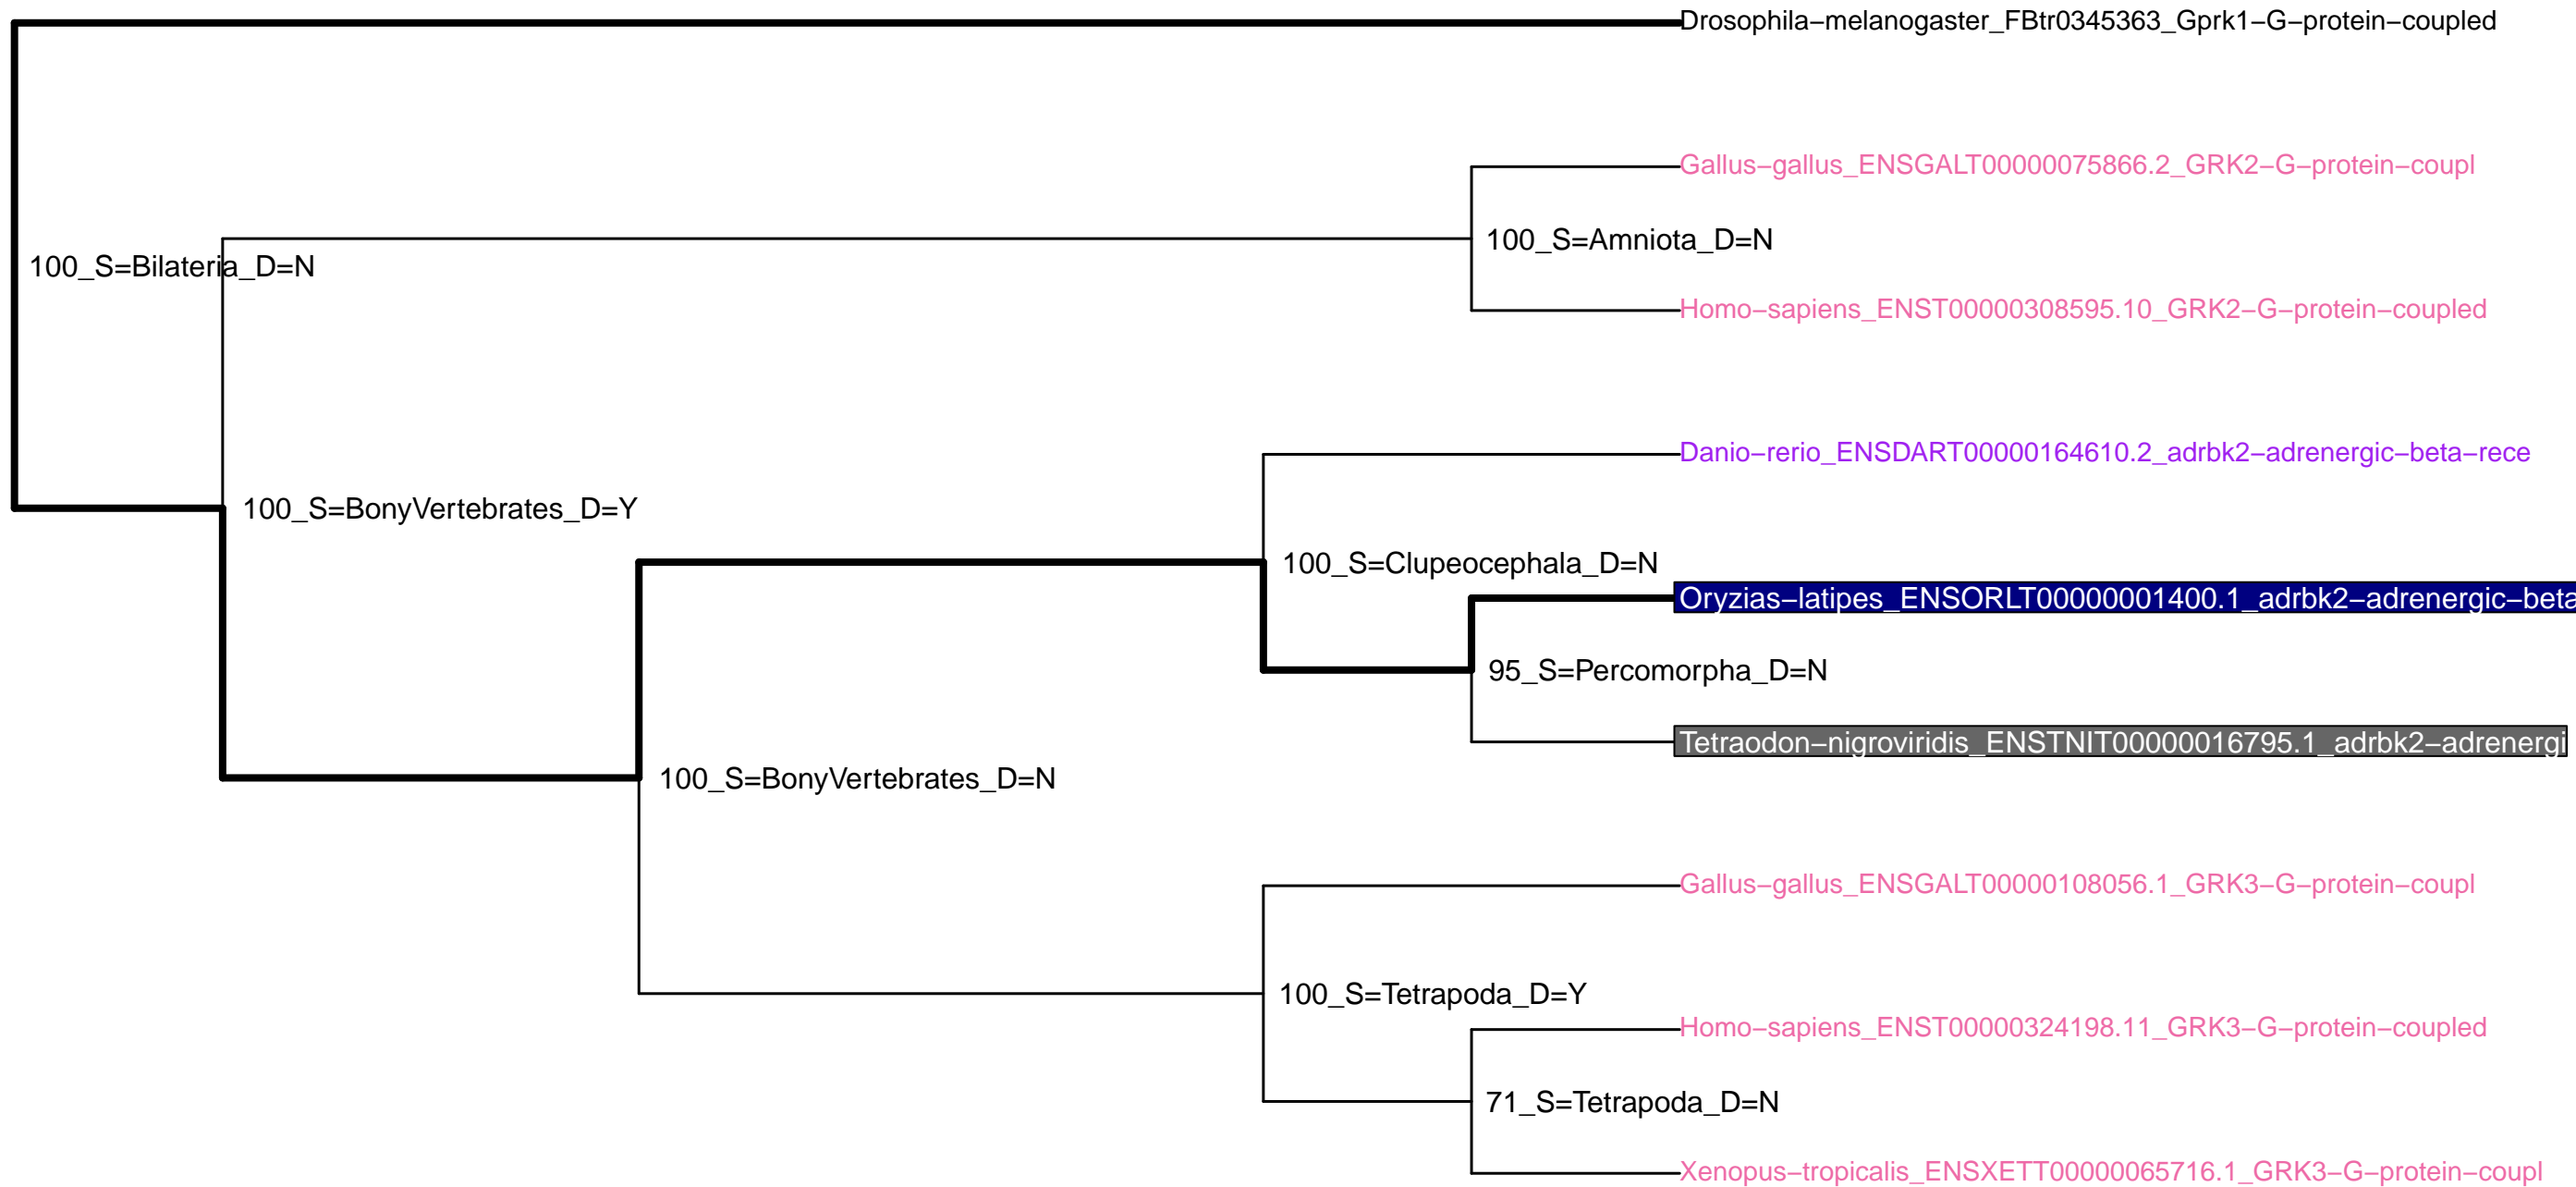 Drosophila−melanogaster_FBtr0345363_Gprk1−G−protein−coupled
Gallus−gallus_ENSGALT00000075866.2_GRK2−G−protein−coupl
100_S=Amniota_D=N
100_S=Bilateria_D=N
Homo−sapiens_ENST00000308595.10_GRK2−G−protein−coupled
Danio−rerio_ENSDART00000164610.2_adrbk2−adrenergic−beta−rece
100_S=BonyVertebrates_D=Y
100_S=Clupeocephala_D=N
Oryzias−latipes_ENSORLT00000001400.1_adrbk2−adrenergic−beta
95_S=Percomorpha_D=N
Tetraodon−nigroviridis_ENSTNIT00000016795.1_adrbk2−adrenergi
100_S=BonyVertebrates_D=N
Gallus−gallus_ENSGALT00000108056.1_GRK3−G−protein−coupl
100_S=Tetrapoda_D=Y
Homo−sapiens_ENST00000324198.11_GRK3−G−protein−coupled
71_S=Tetrapoda_D=N
Xenopus−tropicalis_ENSXETT00000065716.1_GRK3−G−protein−coupl